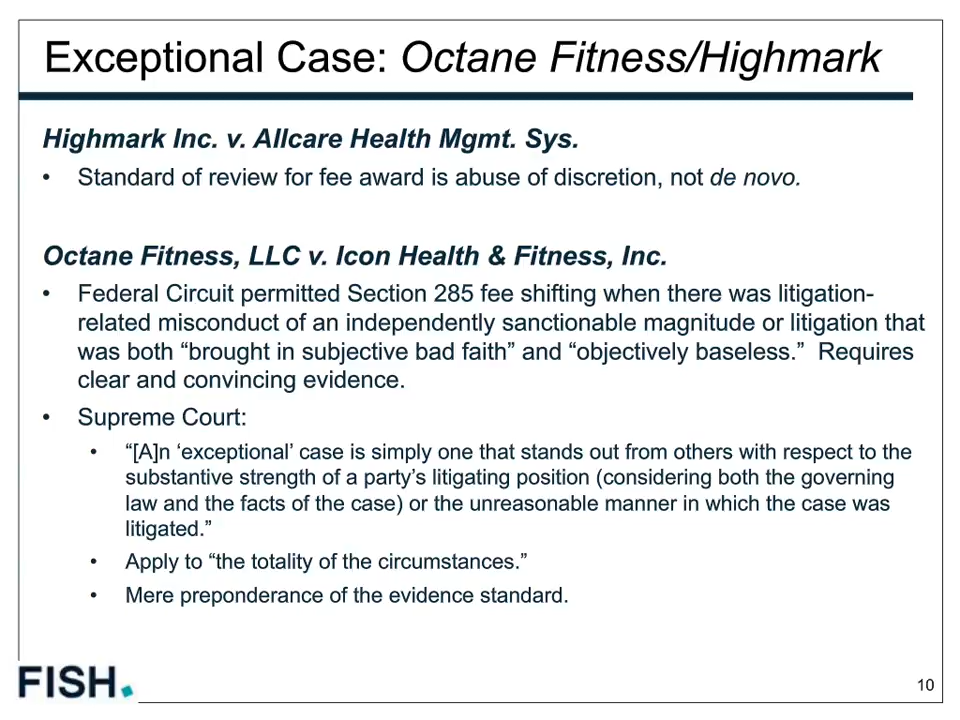 Exceptional Case: Octane Fitness/Highmark
Highmark Inc. v. Allcare Health Mgmt. Sys.
• Standard of review for fee award is abuse of discretion, not de novo.
Octane Fitness, LLC v. Icon Health & Fitness, Inc.
• Federal Circuit permitted Section 285 fee shifting when there was litigation-
related misconduct of an independently sanctionable magnitude or litigation that
was both “brought in subjective bad faith” and “objectively baseless.”  Requires
clear and convincing evidence.
• Supreme Court:
• “[A]n ‘exceptional’ case is simply one that stands out from others with respect to the
substantive strength of a party’s litigating position (considering both the governing
law and the facts of the case) or the unreasonable manner in which the case was
litigated.”
• Apply to “the totality of the circumstances.”
• Mere preponderance of the evidence standard.
FISH.
10